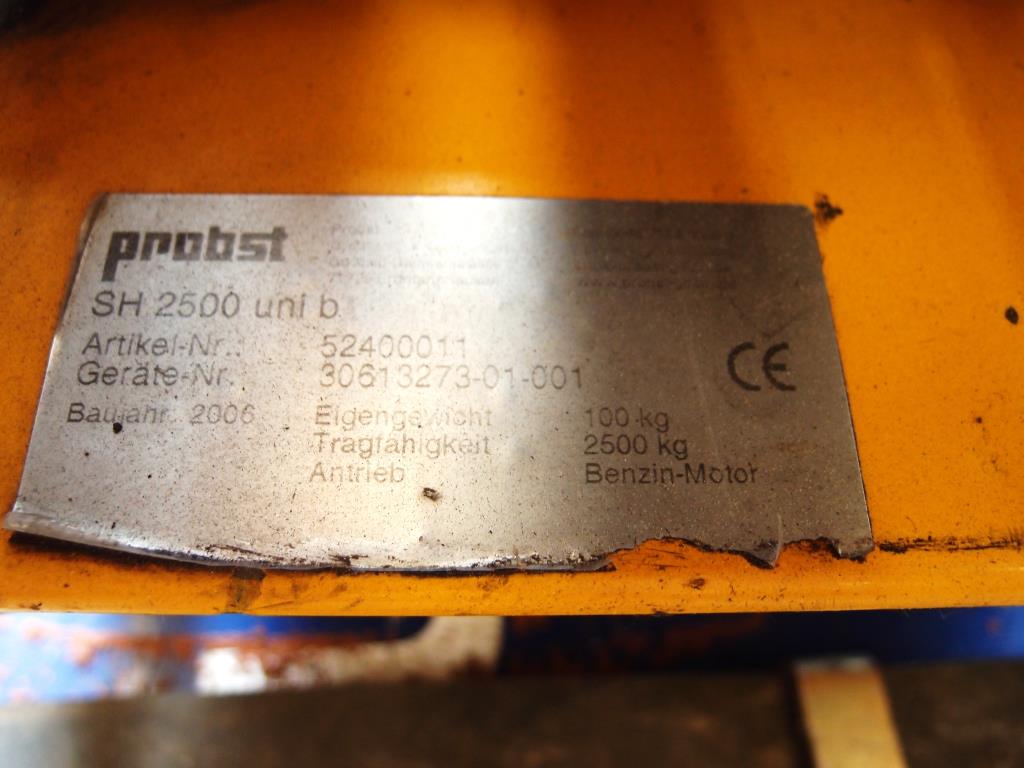 probst
SH 2500 uni b
Artikel-Nr.: 52400011
Geräte-Nr. 30613273-01-001
CE
Baujahr: 2006 Eigengewicht 100 kg
Tragfähigkeit 2500 kg
Antrieb Benzin-Motor